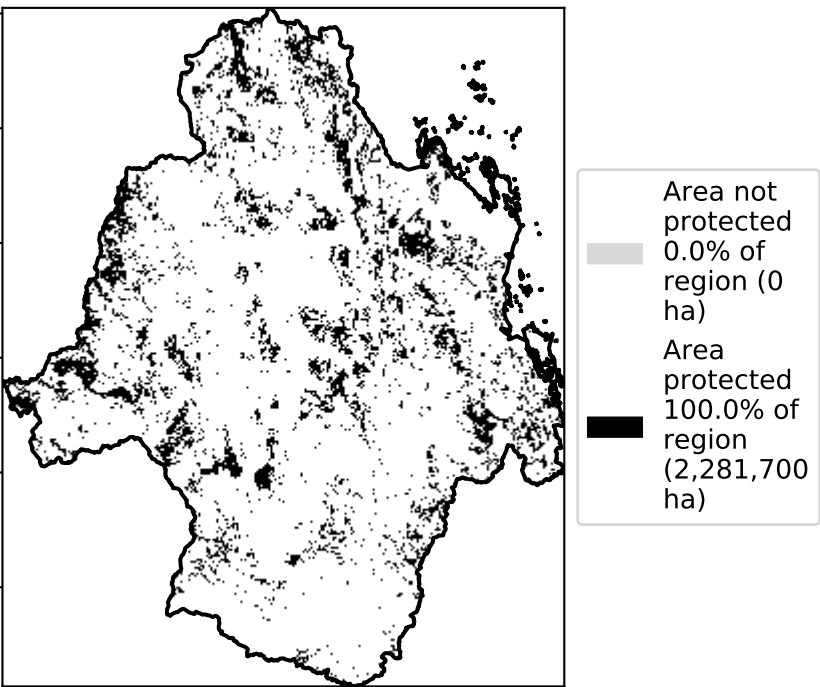 Area not
protected
0.0% of
region (0
ha)
Area
protected
100.0% of
region
(2,281,700
ha)